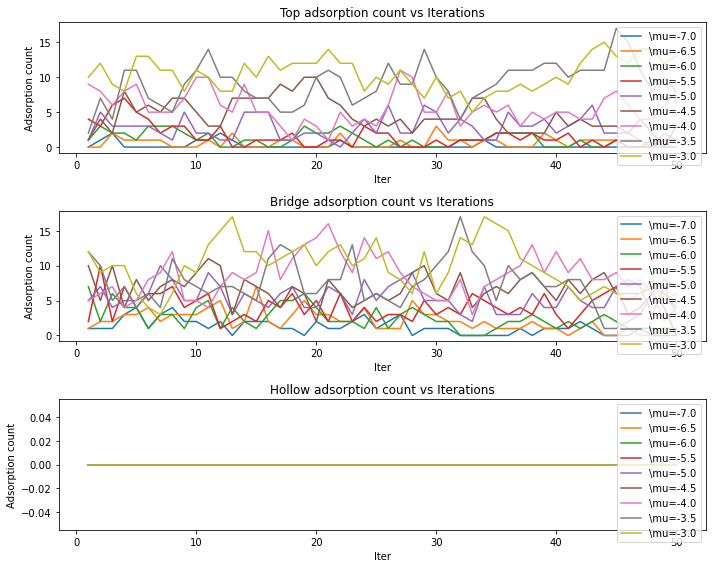 Top adsorption count vs Iterations
Adsorption count
15
10
5
0
0
10
20
30
40
50
Iter
\mu=-7.0
\mu=-6.5
\mu=-6.0
\mu=-5.5
\mu=-5.0
\mu=-4.5
\mu=-4.0
\mu=-3.5
\mu=-3.0
Bridge adsorption count vs Iterations
Adsorption count
15
10
5
0
0
10
20
30
40
50
Iter
\mu=-7.0
\mu=-6.5
\mu=-6.0
\mu=-5.5
\mu=-5.0
\mu=-4.5
\mu=-4.0
\mu=-3.5
\mu=-3.0
Hollow adsorption count vs Iterations
Adsorption count
0.04
0.02
0.00
−0.02
−0.04
0
10
20
30
40
50
Iter
\mu=-7.0
\mu=-6.5
\mu=-6.0
\mu=-5.5
\mu=-5.0
\mu=-4.5
\mu=-4.0
\mu=-3.5
\mu=-3.0